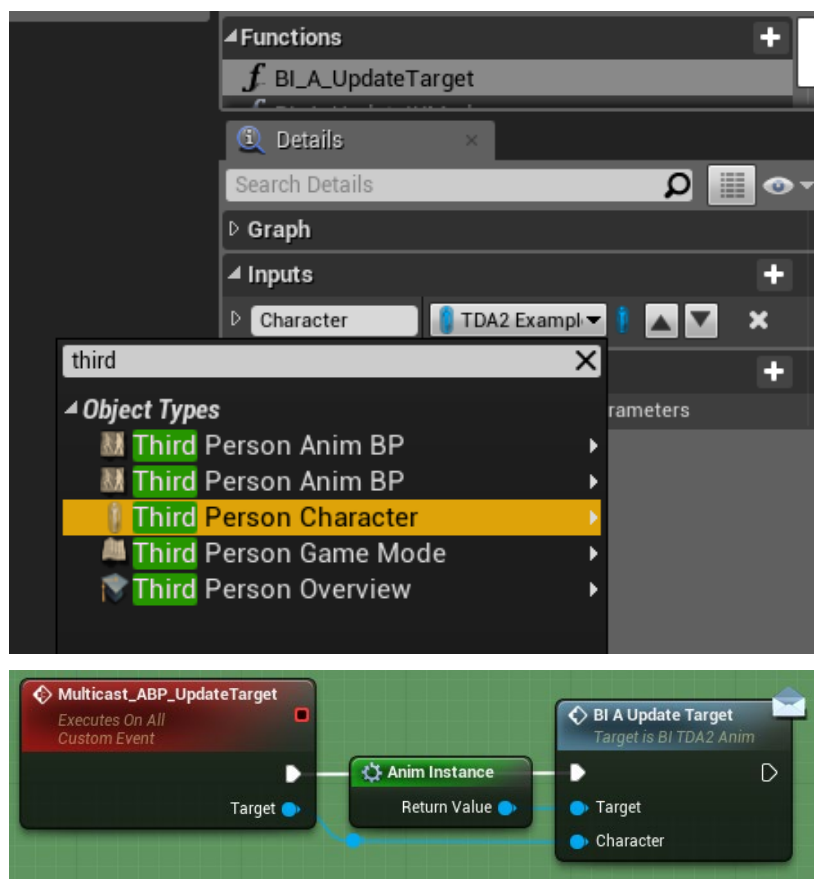 Functions
BI_A_UpdateTarget
Details
Search Details
Graph
Inputs
Character TDA2 Exampl
third
rameters
Object Types
Third Person Anim BP
Third Person Anim BP
Third Person Character
Third Person Game Mode
Third Person Overview
Multicast_ABP_UpdateTarget
Executes On All
Custom Event
Target
Anim Instance
Return Value
BI A Update Target
Target is BI TDA2 Anim
Target
Character